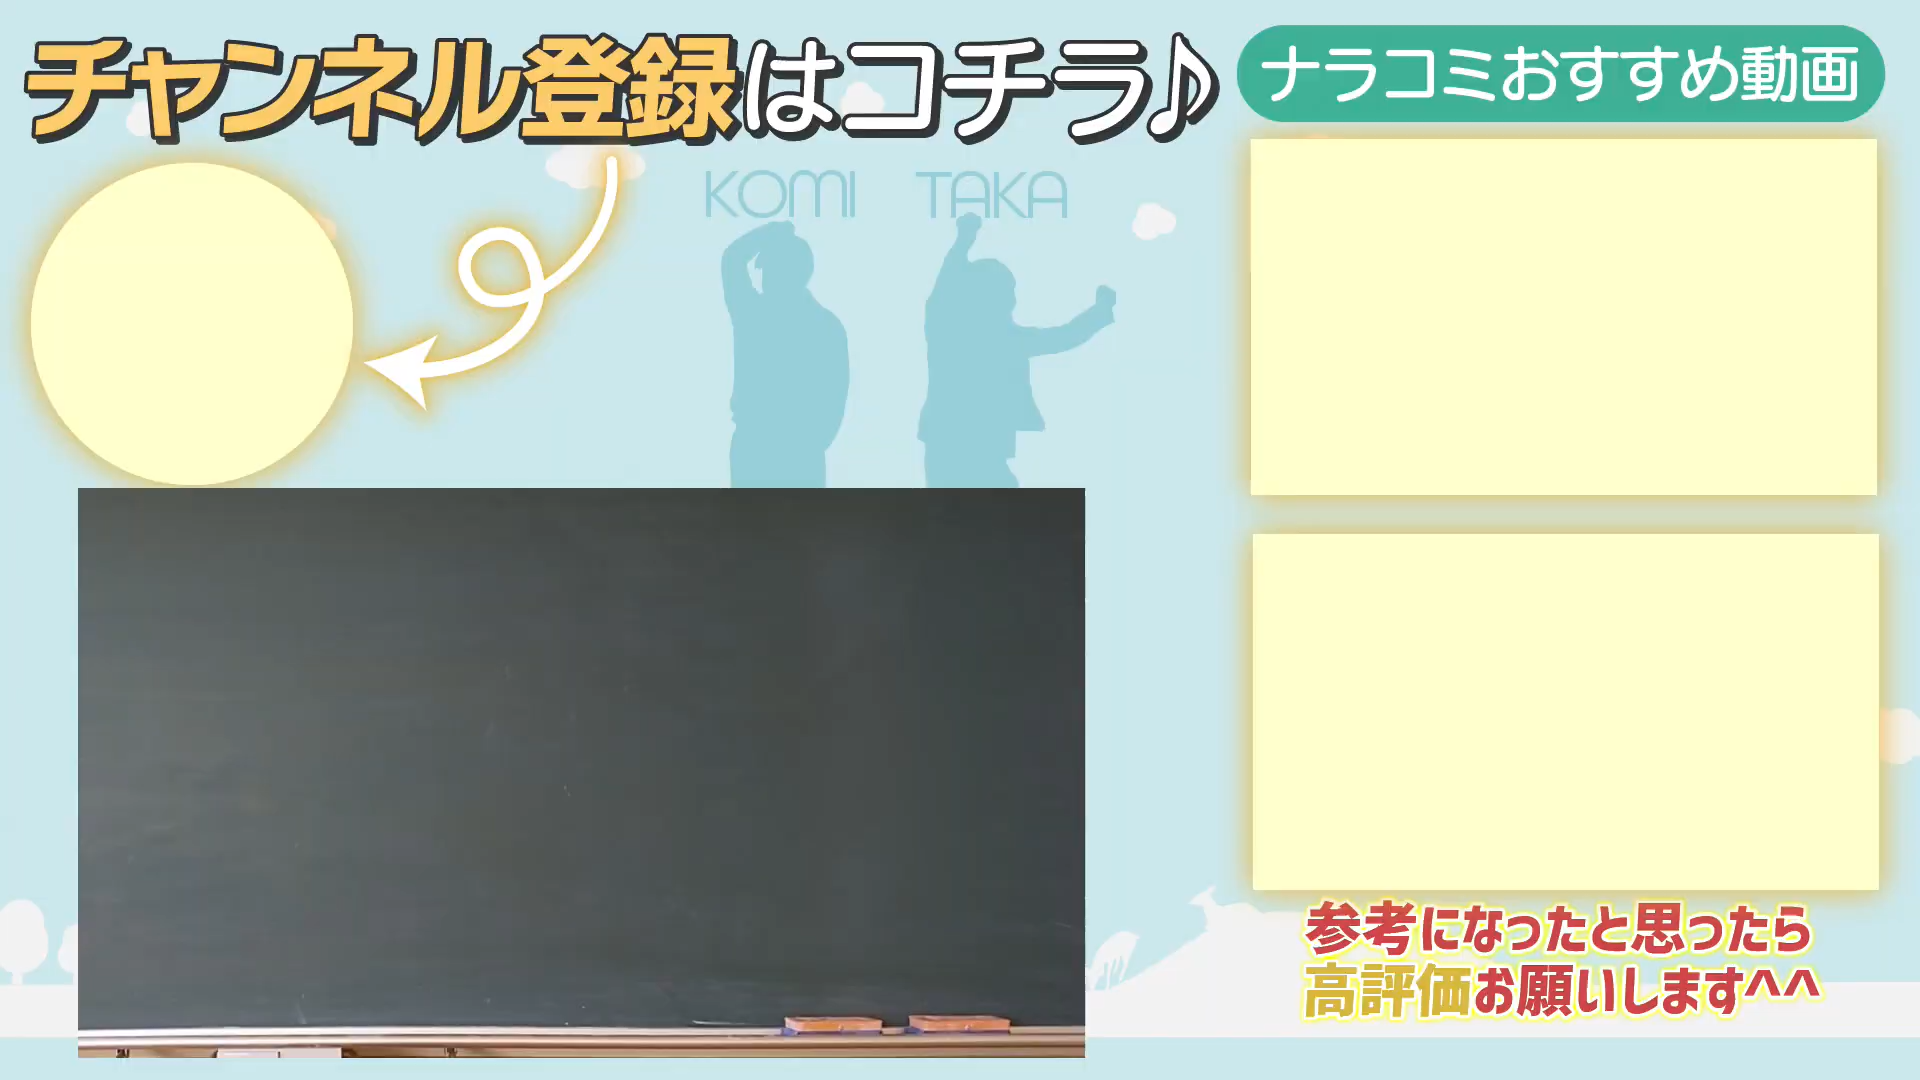 チャンネル登録はコチラ♪
ナラコミおすすめ動画
KOMI TAKA
参考になったと思ったら
高評価お願いします^^